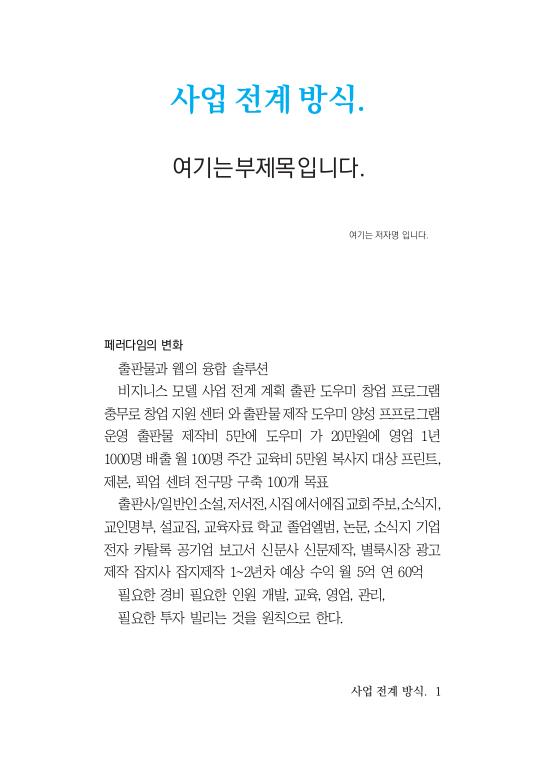 사업 전계 방식.
여기는 부제목입니다.
여기는 저자명 입니다.
페러다임의 변화
출판물과 웹의 융합 솔루션
비지니스 모델 사업 전계 계획 출판 도우미 창업 프로그램
충무로 창업 지원 센터 와 출판물 제작 도우미 양성 프프로그램
운영 출판물 제작비 5만에 도우미 가 20만원에 영업 1년
1000명 배출 월 100명 주간 교육비 5만원 복사지 대상 프린트,
제본, 픽업 센텨 전구망 구축 100개 목표
출판사/일반인 소설, 저서전, 시집 에서 에집 교회 주보, 소식지,
교인명부, 설교집, 교육자료 학교 졸업엘범, 논문, 소식지 기업
전자 카탈록 공기업 보고서 신문사 신문제작, 별룩시장 광고
제작 잡지사 잡지제작 1~2년차 예상 수익 월 5억 연 60억
필요한 경비 필요한 인원 개발, 교육, 영업, 관리,
필요한 투자 빌리는 것을 원칙으로 한다.
사업 전계 방식. 1